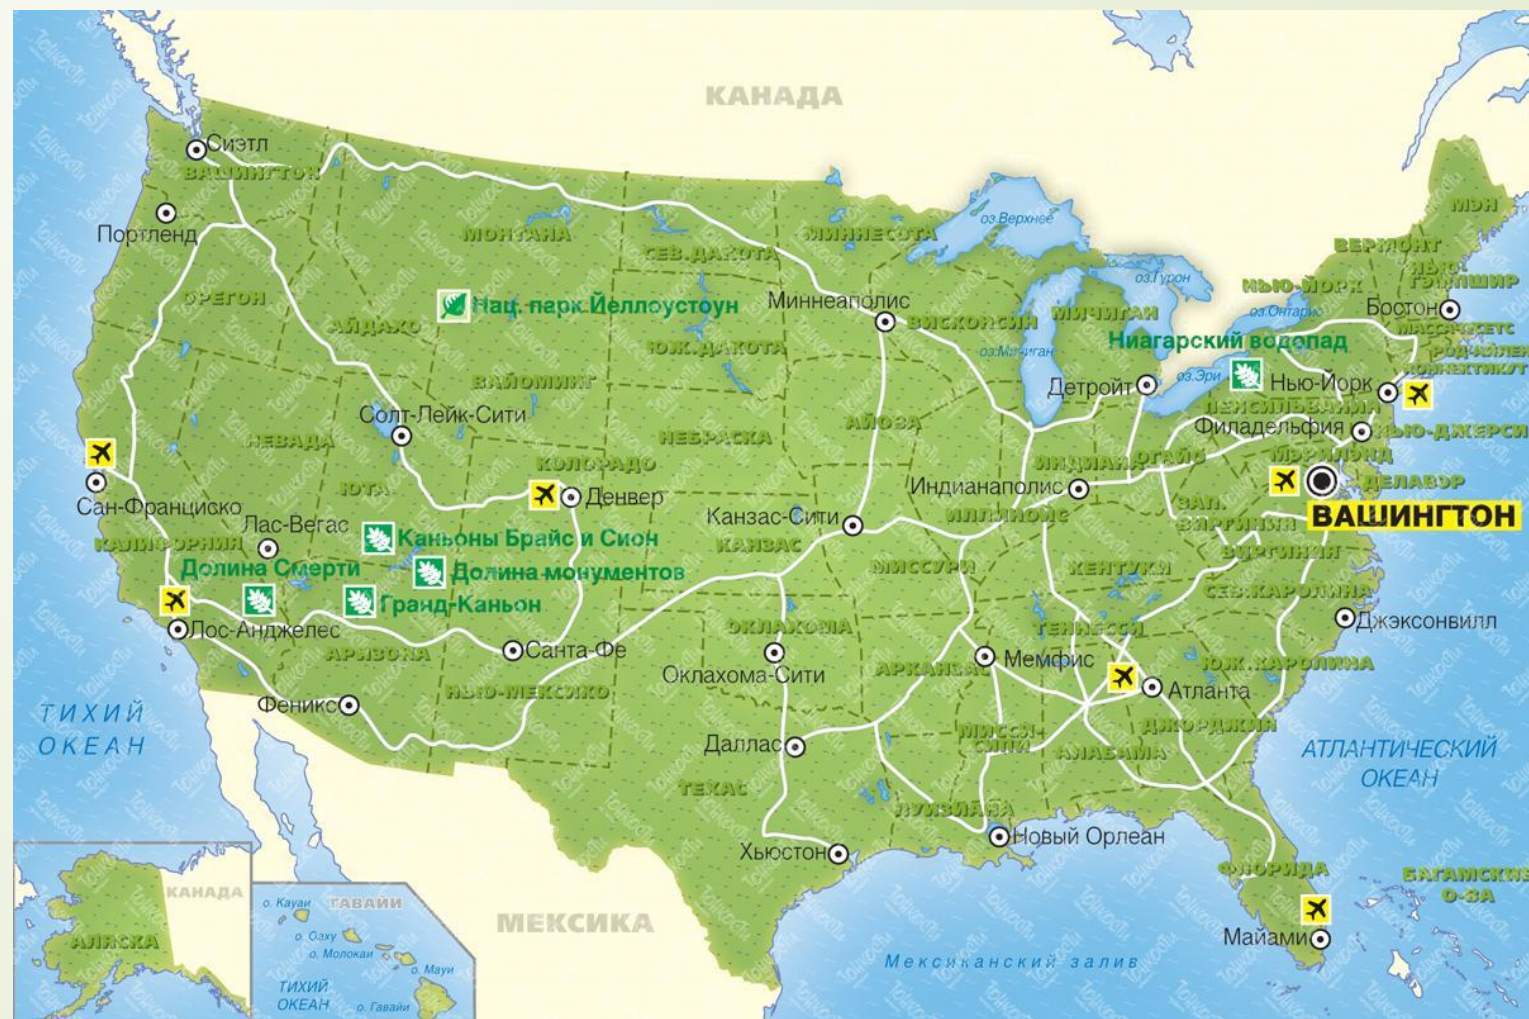 КАНАДА
Сиэтл
ВАШИНГТОН
Портленд
МОНТАНА
СЕВ.ДАКОТА
МИННЕСОТА
оз.Верхнее
МЭН
ВЕРМОНТ
НЬЮ-
ГЭМПШИР
ОРЕГОН
АЙДАХО
Нац. парк Йеллоустоун
Миннеаполис
ВИСКОНСИН
МИЧИГАН
оз.Гурон
НЬЮ-ЙОРК
оз.Онтарио
Бостон
МАССАЧУСЕТС
ЮЖ.ДАКОТА
оз.Мичиган
Ниагарский водопад
РОД-АЙЛЕН
КОННЕКТИКУТ
ВАЙОМИНГ
Детройт
оз.Эри
Нью-Йорк
ПЕНСИЛЬВАНИЯ
Солт-Лейк-Сити
НЕВАДА
НЕБРАСКА
АЙОВА
Филадельфия
НЬЮ-ДЖЕРСИ
МЭРИЛЭНД
ДЕЛАВЭР
КОЛОРАДО
ИНДИАНА
ОГАЙО
Сан-Франциско
ЮТА
Денвер
Индианаполис
ЗАП.
ВИРГИНИЯ
ВАШИНГТОН
Лас-Вегас
КАЛИФОРНИЯ
Каньоны Брайс и Сион
Канзас-Сити
КАНЗАС
ИЛЛИНОЙС
ВИРГИНИЯ
Долина Смерти
Долина монументов
МИССУРИ
КЕНТУКИ
СЕВ.КАРОЛИНА
Гранд-Каньон
Лос-Анджелес
АРИЗОНА
Санта-Фе
ОКЛАХОМА
ТЕННЕССИ
Джэксонвилл
Оклахома-Сити
АРКАНЗАС
Мемфис
ЮЖ.КАРОЛИНА
НЬЮ-МЕКСИКО
Атланта
Феникс
ТИХИЙ
ОКЕАН
Даллас
МИССИ-
СИПИ
АЛАБАМА
ДЖОРДЖИЯ
АТЛАНТИЧЕСКИЙ
ОКЕАН
ТЕХАС
ЛУИЗИАНА
Хьюстон
Новый Орлеан
ФЛОРИДА
БАГАМСКИЕ
О-ВА
МЕКСИКА
Майами
Мексиканский залив
КАНАДА
АЛЯСКА
ГАВАЙИ
о. Кауаи
о. Оаху
о. Молокаи
о. Мауи
ТИХИЙ
ОКЕАН
о. Гавайи